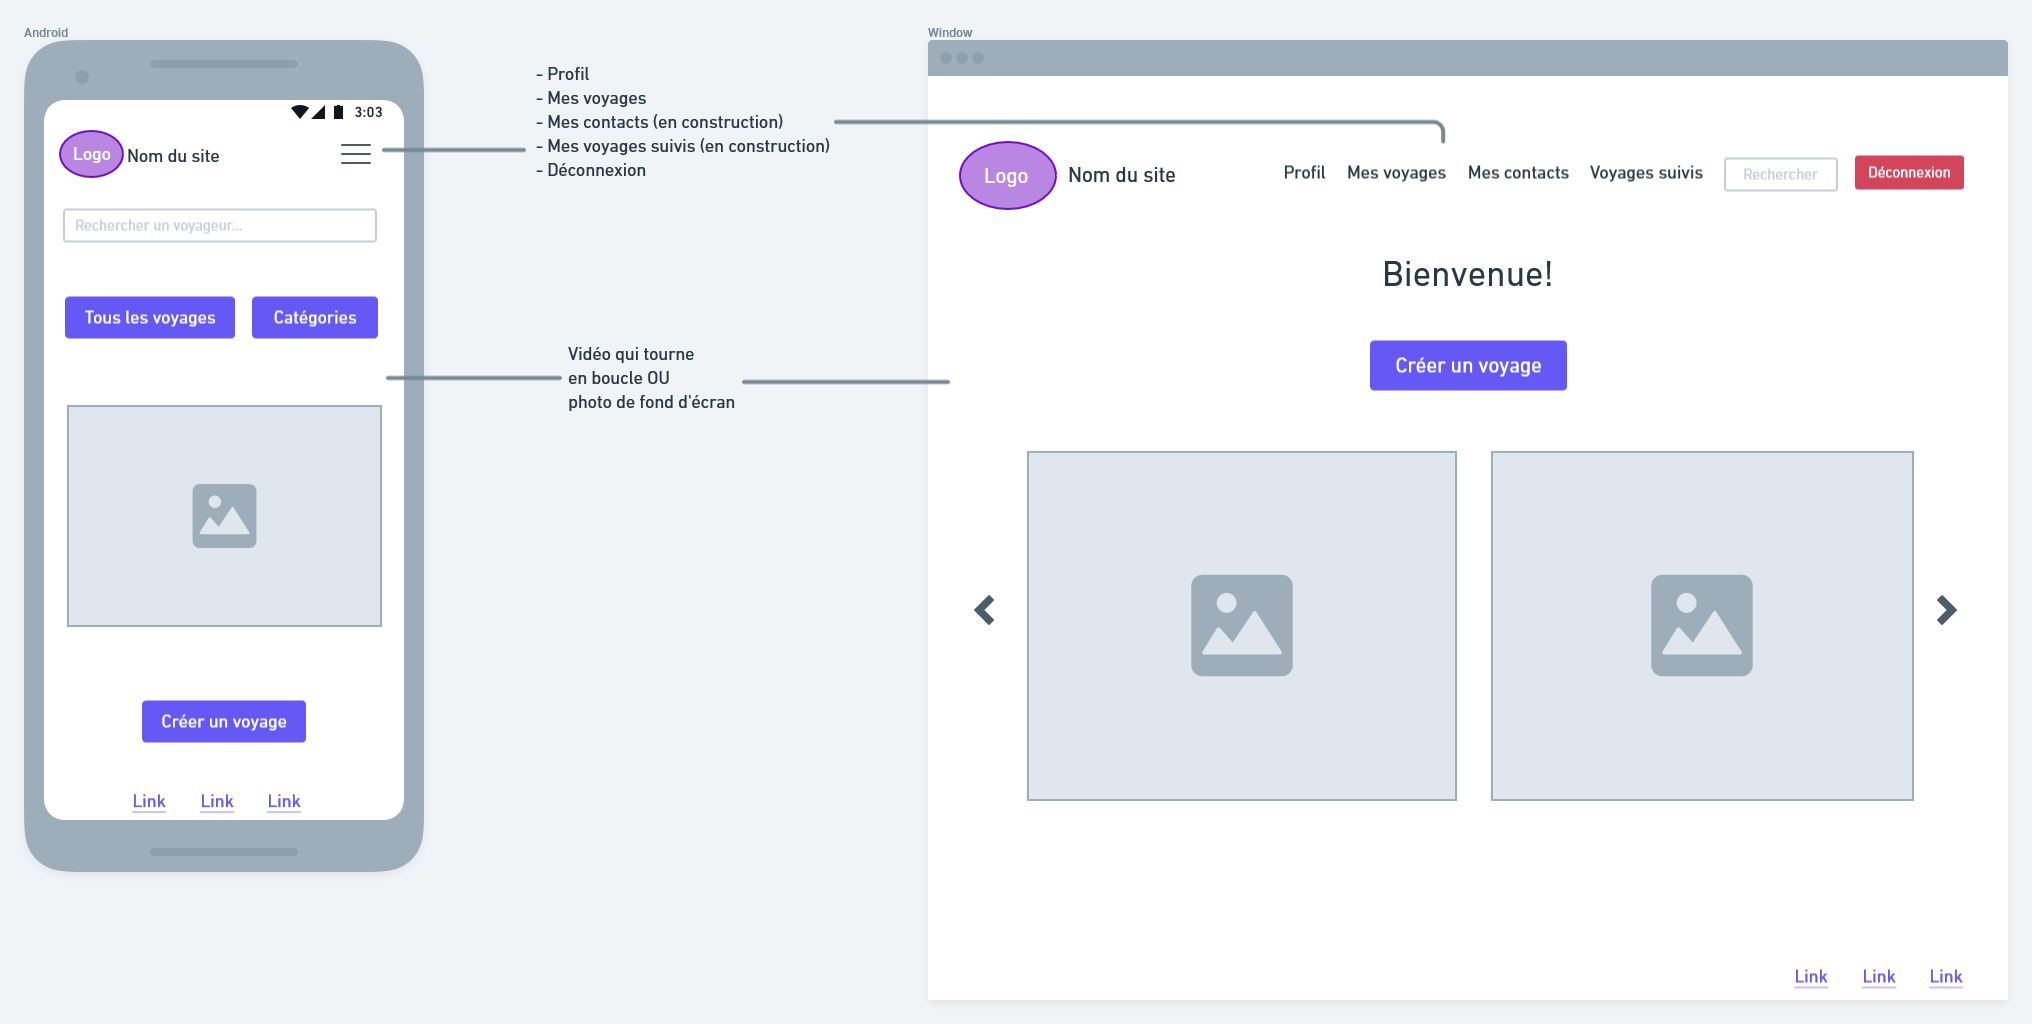 Android
3:03
Logo
Nom du site
Rechercher un voyageur...
Tous les voyages
Catégories
Créer un voyage
Link Link Link
- Profil
- Mes voyages
- Mes contacts (en construction)
- Mes voyages suivis (en construction)
- Déconnexion
Vidéo qui tourne
en boucle OU
photo de fond d'écran
Window
Logo
Nom du site
Profil Mes voyages Mes contacts Voyages suivis Rechercher Déconnexion
Bienvenue!
Créer un voyage
Link Link Link